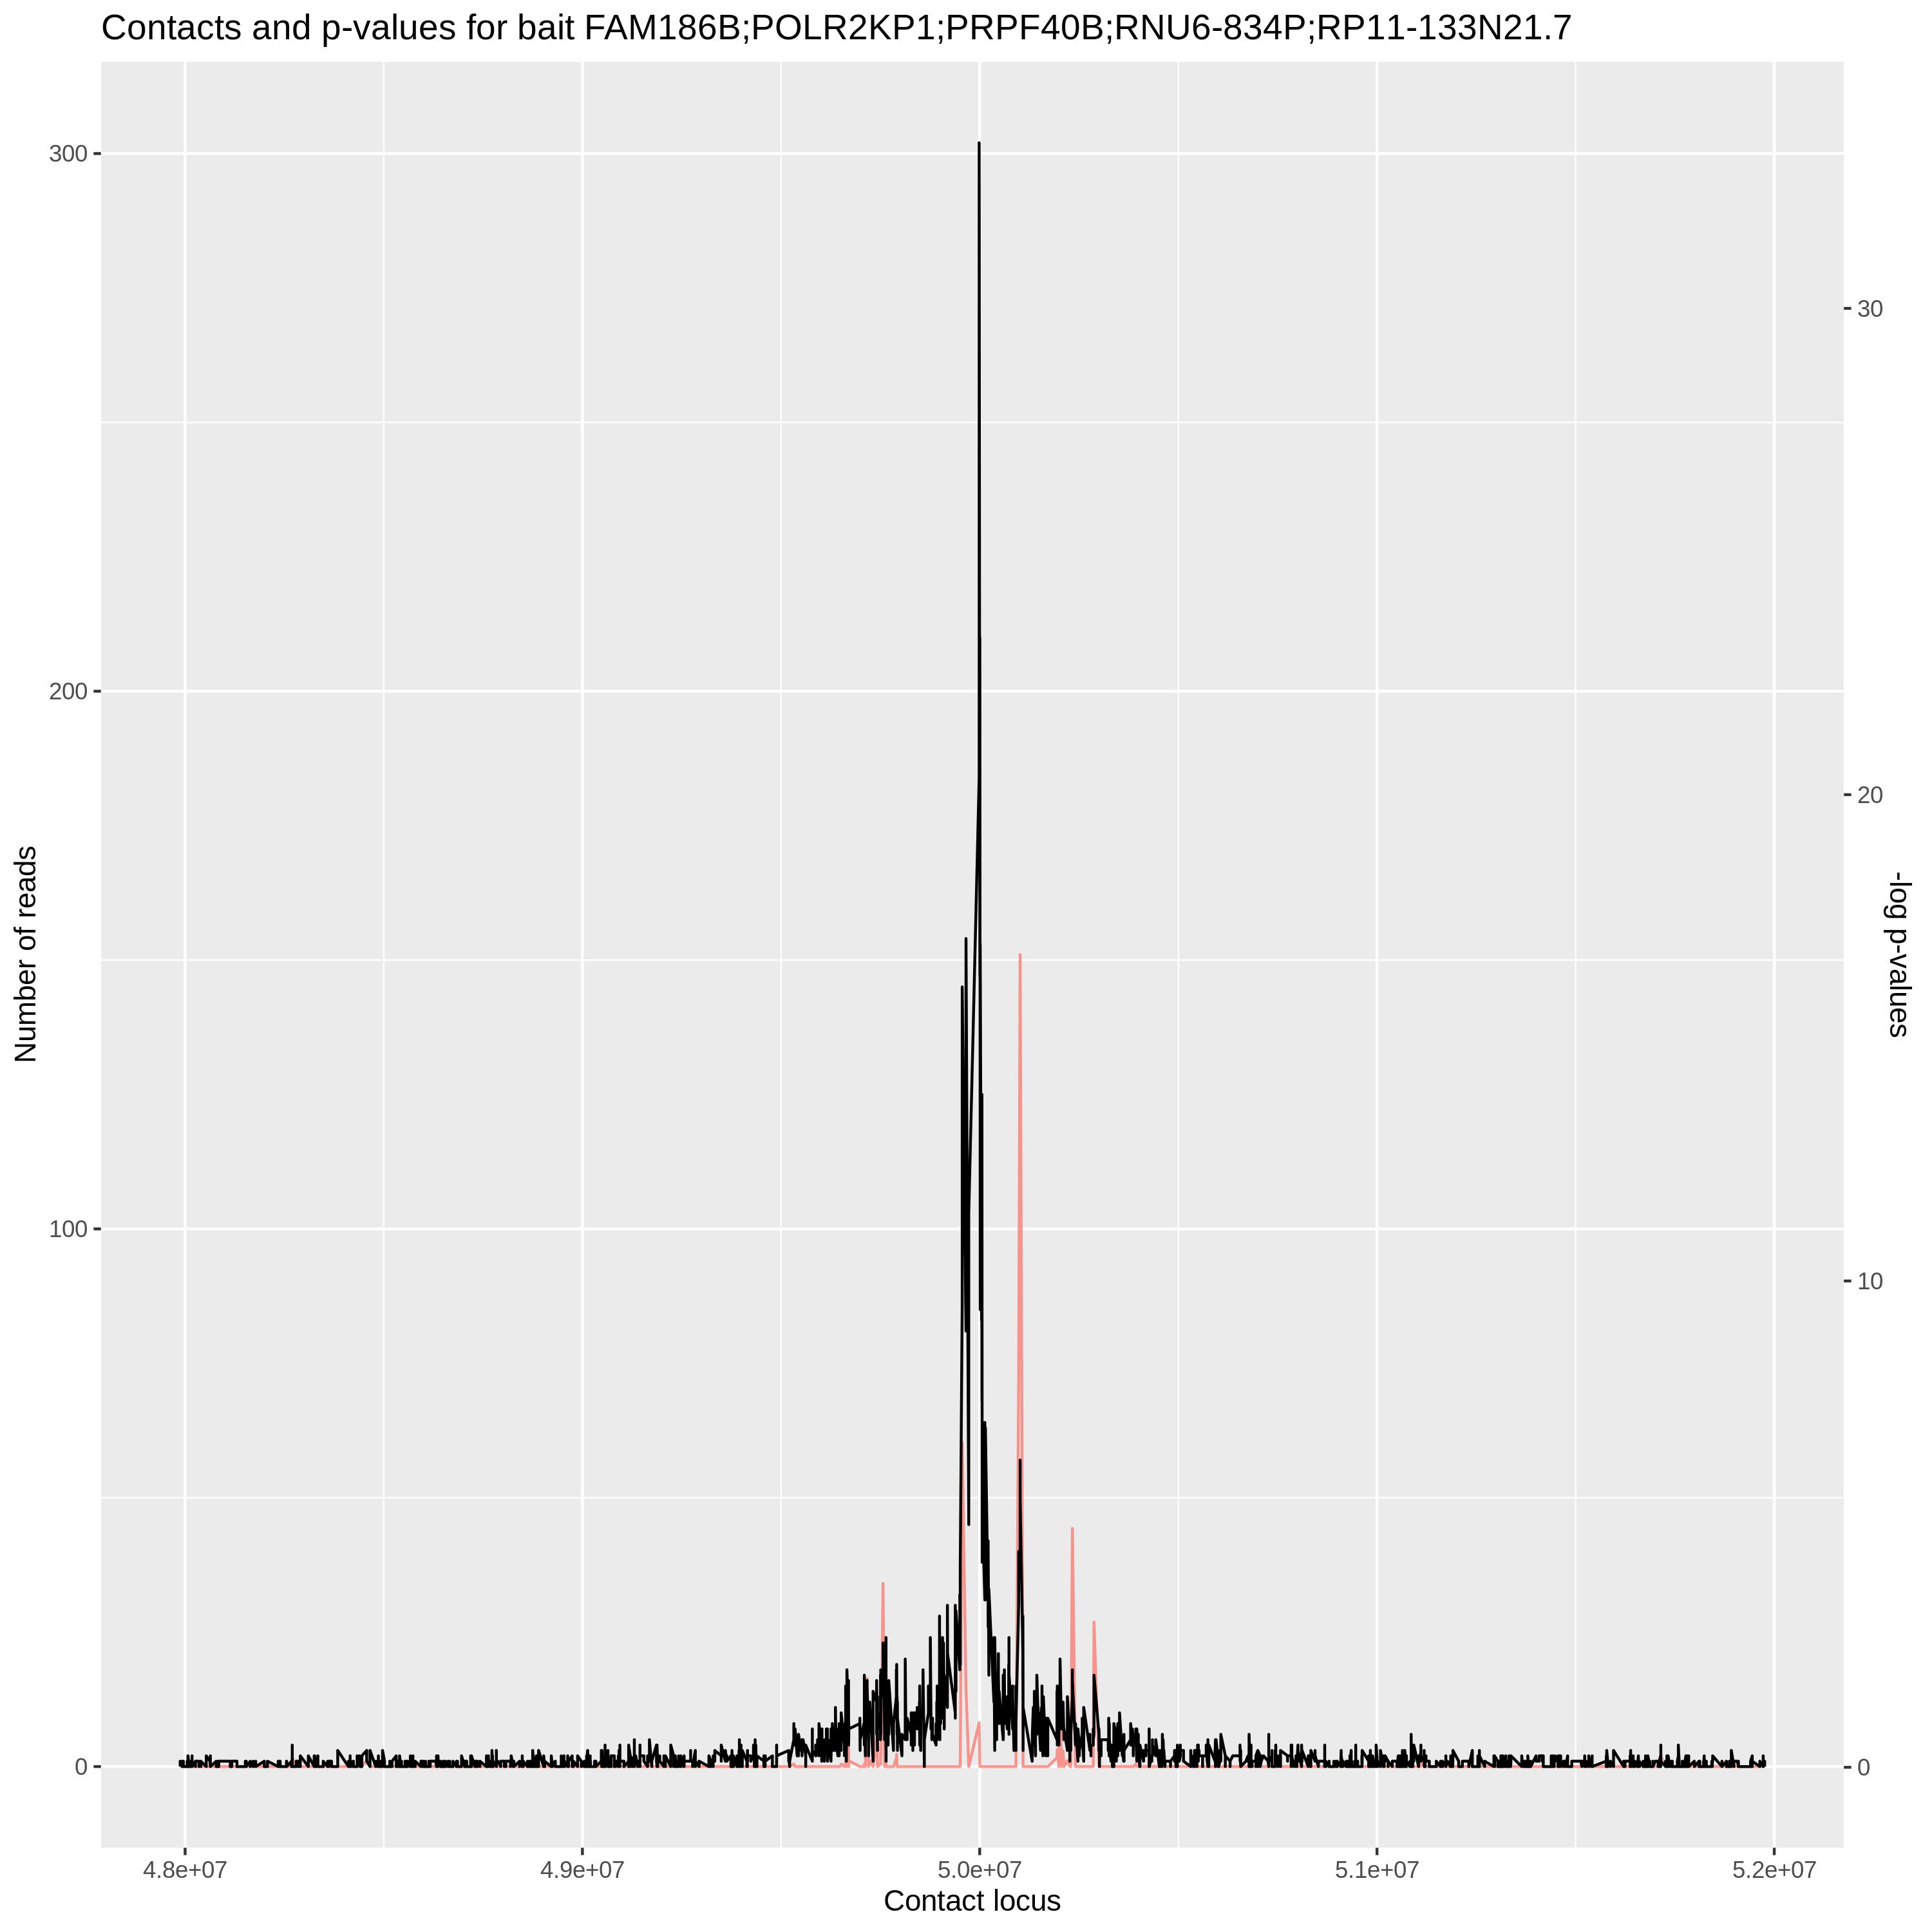 Contacts and p-values for bait FAM186B;POLR2KP1;PRPF40B;RNU6-834P;RP11-133N21.7
300
200
100
0
Number of reads
30
20
10
0
-log p-values
4.8e+07
4.9e+07
5.0e+07
5.1e+07
5.2e+07
Contact locus